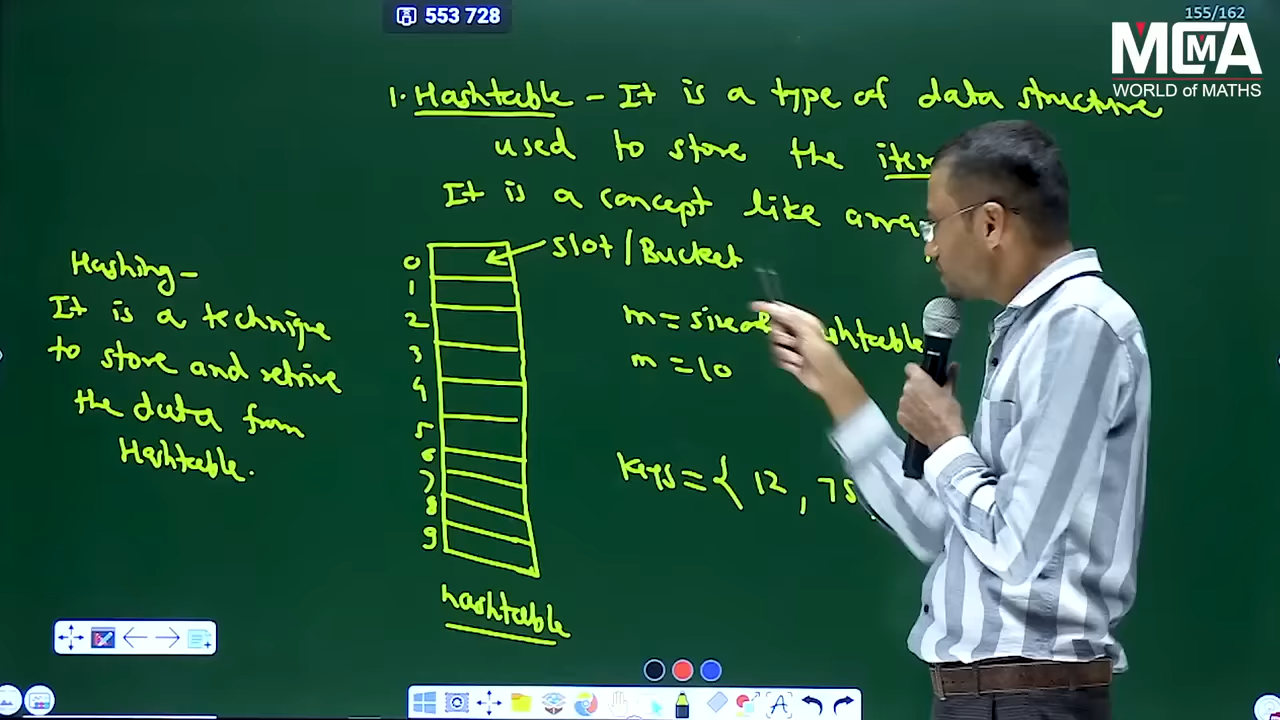 553 728
155/162
MCMA
WORLD of MATHS
1. Hashtable - It is a type of data structure
used to store the
It is a concept like
Slot / Bucket
Hashing -
It is a technique
to store and retrive
the data from
Hashtable.
0
1
2
3
4
5
6
7
8
9
m = size of
m = 10
keys = { 12 , 75
hashtable